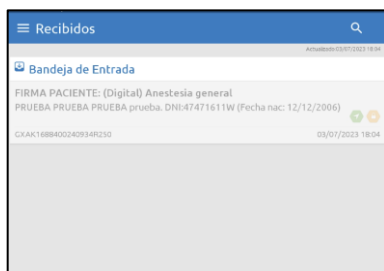 Recibidos
Actualizado 03/07/2023 18:04
Bandeja de Entrada
FIRMA PACIENTE: (Digital) Anestesia general
PRUEBA PRUEBA PRUEBA prueba. DNI:47471611W (Fecha nac: 12/12/2006)
GXAK1688400240934R250 03/07/2023 18:04